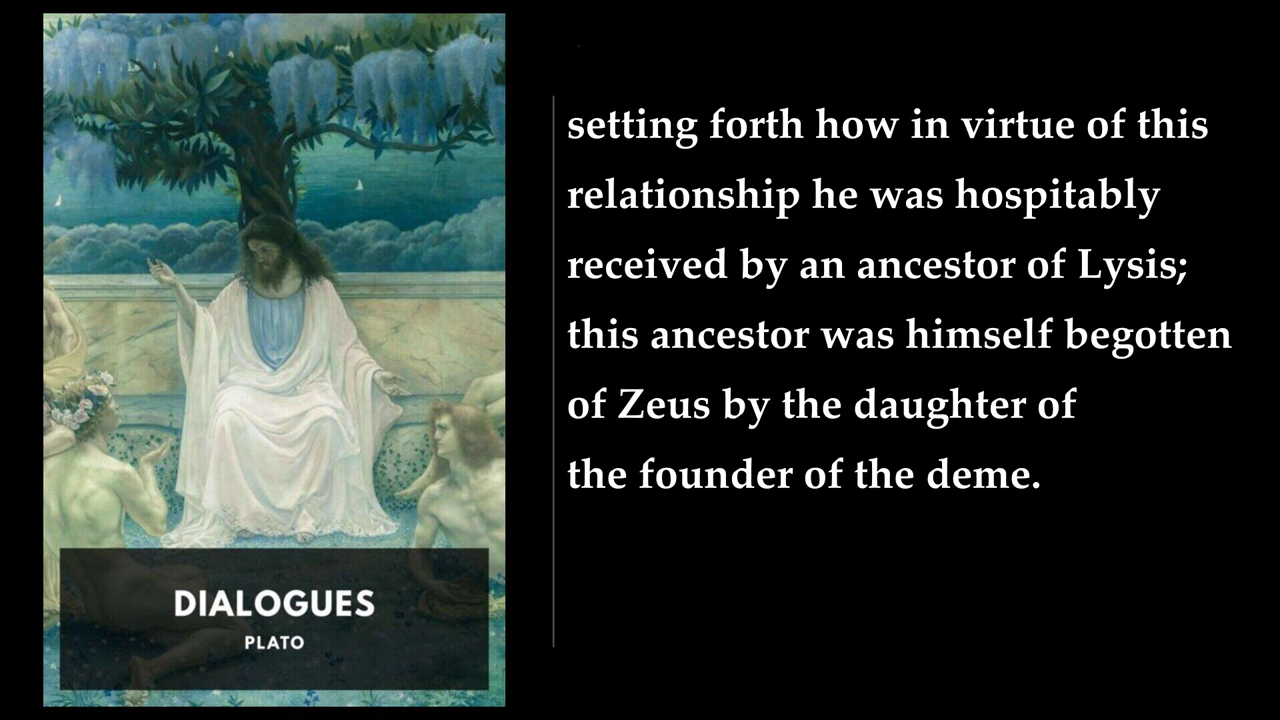 DIALOGUES
PLATO
setting forth how in virtue of this
relationship he was hospitably
received by an ancestor of Lysis;
this ancestor was himself begotten
of Zeus by the daughter of
the founder of the deme.